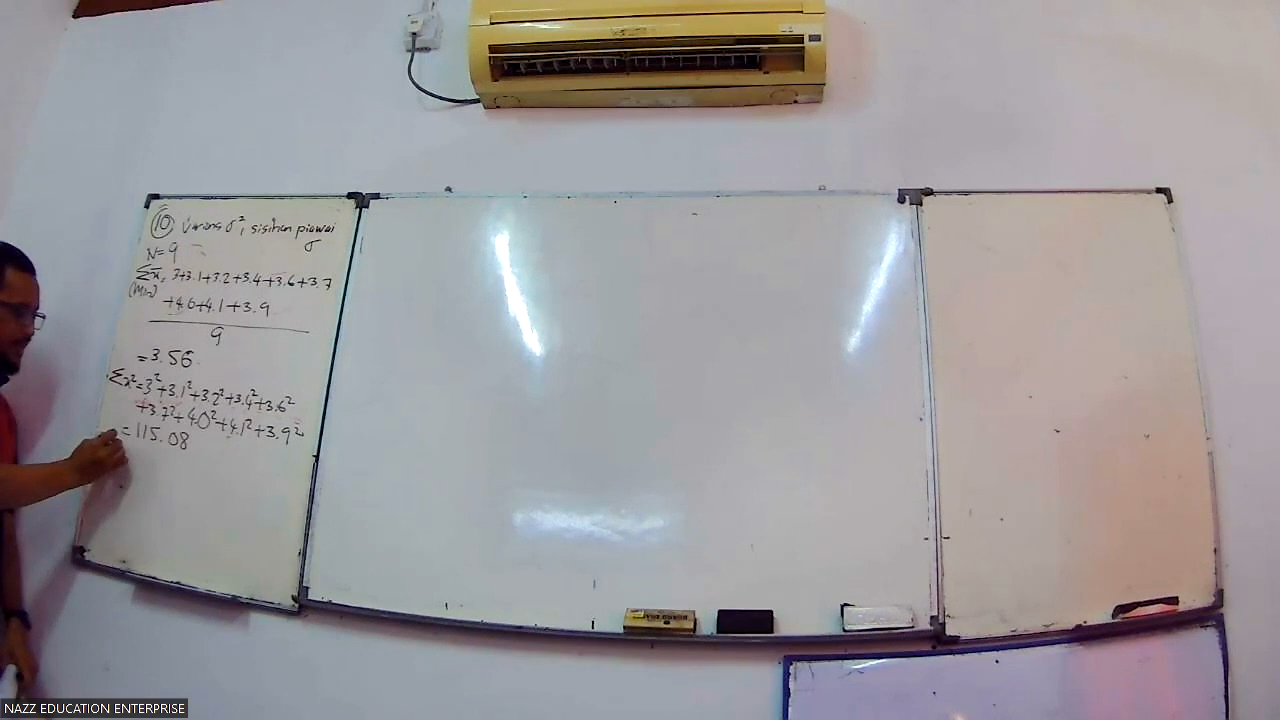 10 Varians σ², sisihan piawai
σ
N=9
Σx, 3+3.1+3.2+3.4+3.6+3.7
(Min) +4.0+4.1+3.9
9
=3.56
Σx²=3²+3.1²+3.2²+3.4²+3.6²
+3.7²+4.0²+4.1²+3.9²
=115.08
NAZZ EDUCATION ENTERPRISE